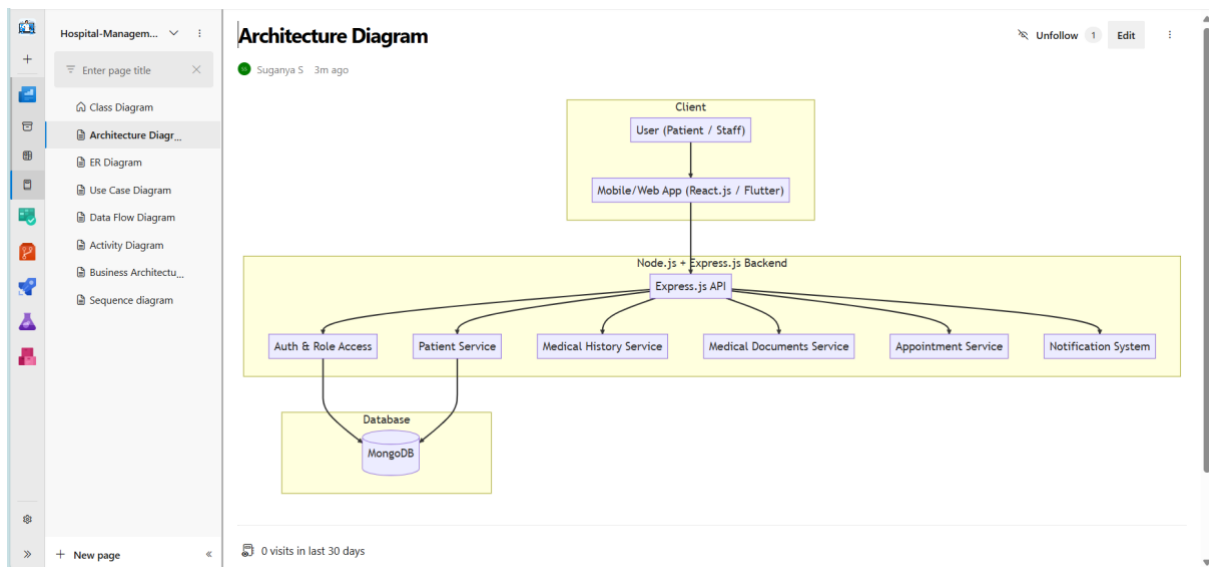 Hospital-Managem...
Enter page title
Class Diagram
Architecture Diagr...
ER Diagram
Use Case Diagram
Data Flow Diagram
Activity Diagram
Business Architectu...
Sequence diagram
New page
Architecture Diagram
Unfollow 1 Edit
Suganya S 3m ago
Client
User (Patient / Staff)
Mobile/Web App (React.js / Flutter)
Node.js + Express.js Backend
Express.js API
Auth & Role Access Patient Service Medical History Service Medical Documents Service Appointment Service Notification System
Database
MongoDB
0 visits in last 30 days